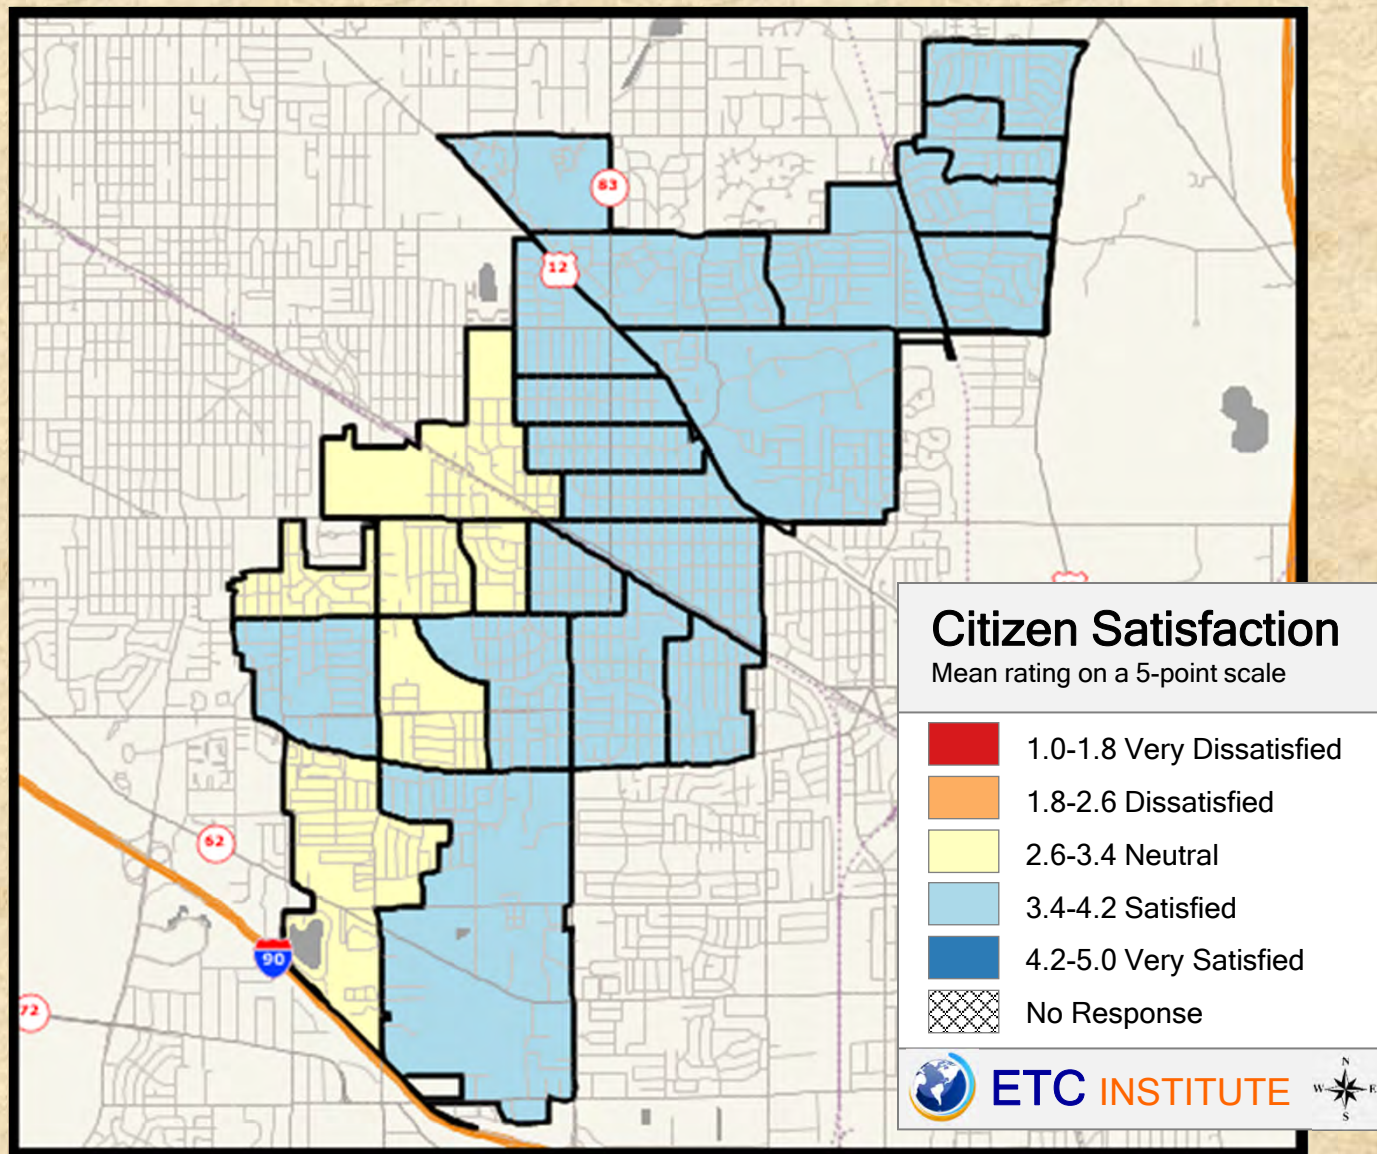 83
12
62
90
72
Citizen Satisfaction
Mean rating on a 5-point scale
1.0-1.8 Very Dissatisfied
1.8-2.6 Dissatisfied
2.6-3.4 Neutral
3.4-4.2 Satisfied
4.2-5.0 Very Satisfied
No Response
ETC INSTITUTE
N
W E
S